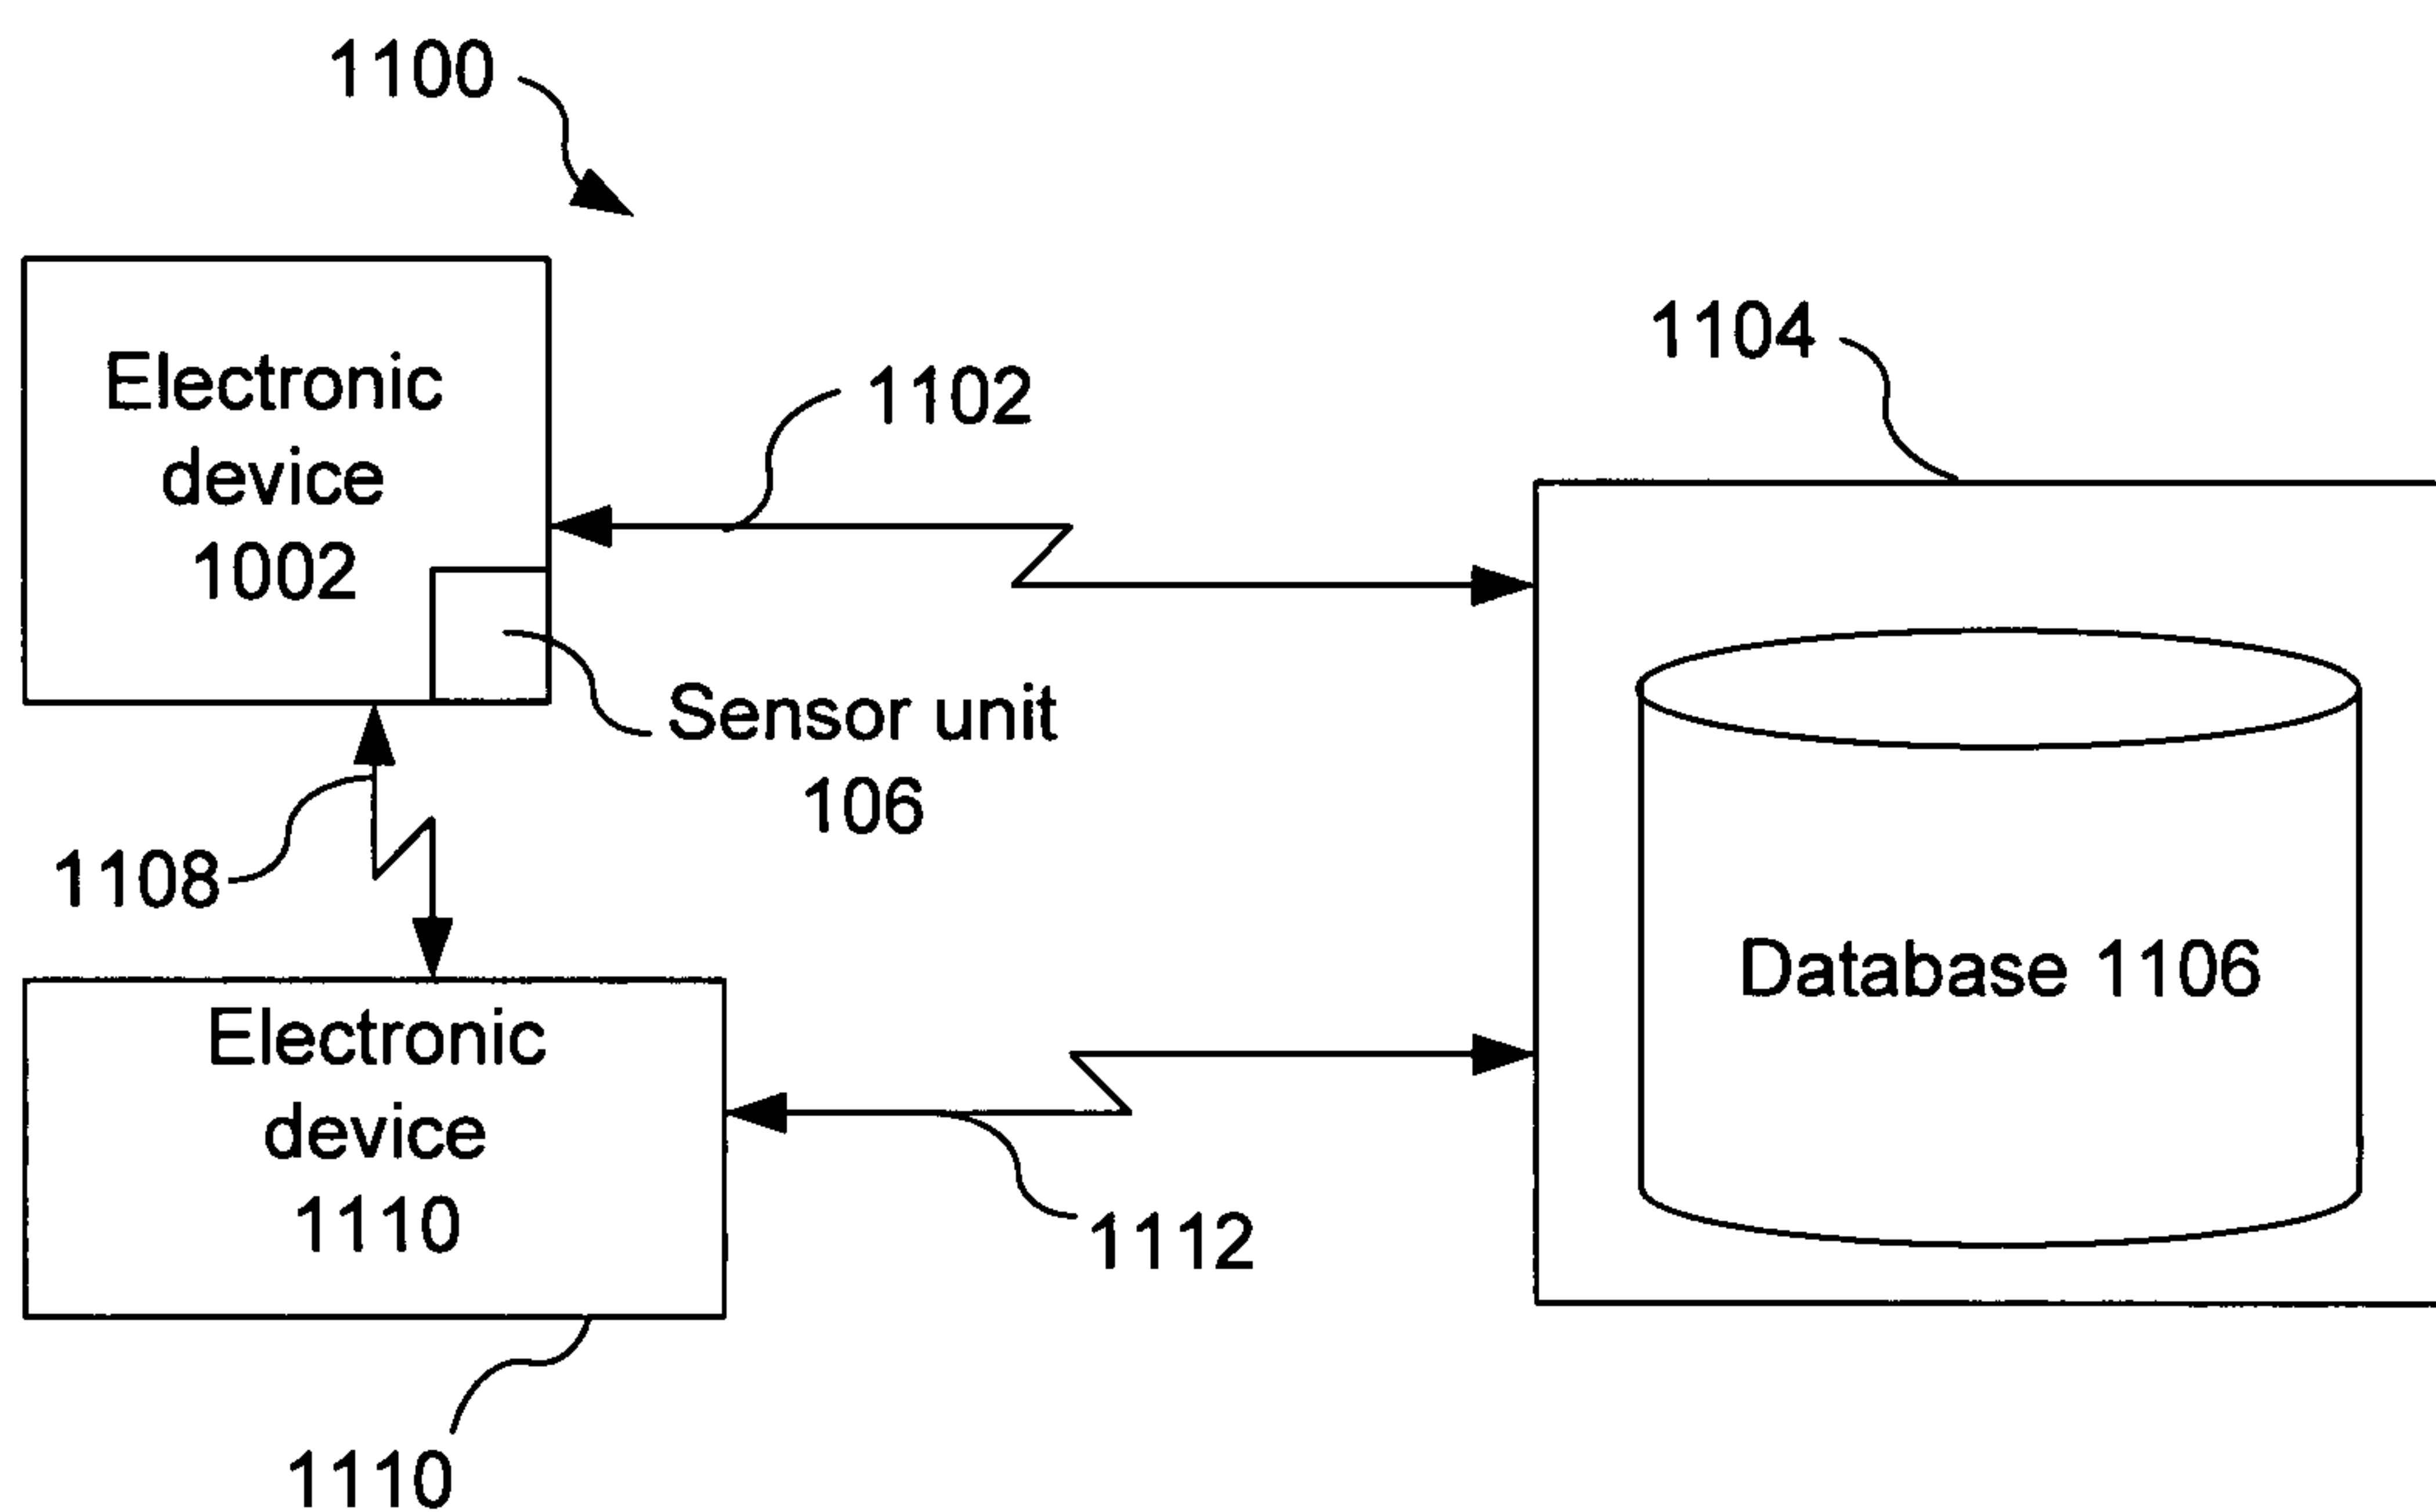 1100
1104
Electronic
device
1002
1102
Sensor unit
106
1108
Database 1106
Electronic
device
1110
1112
1110